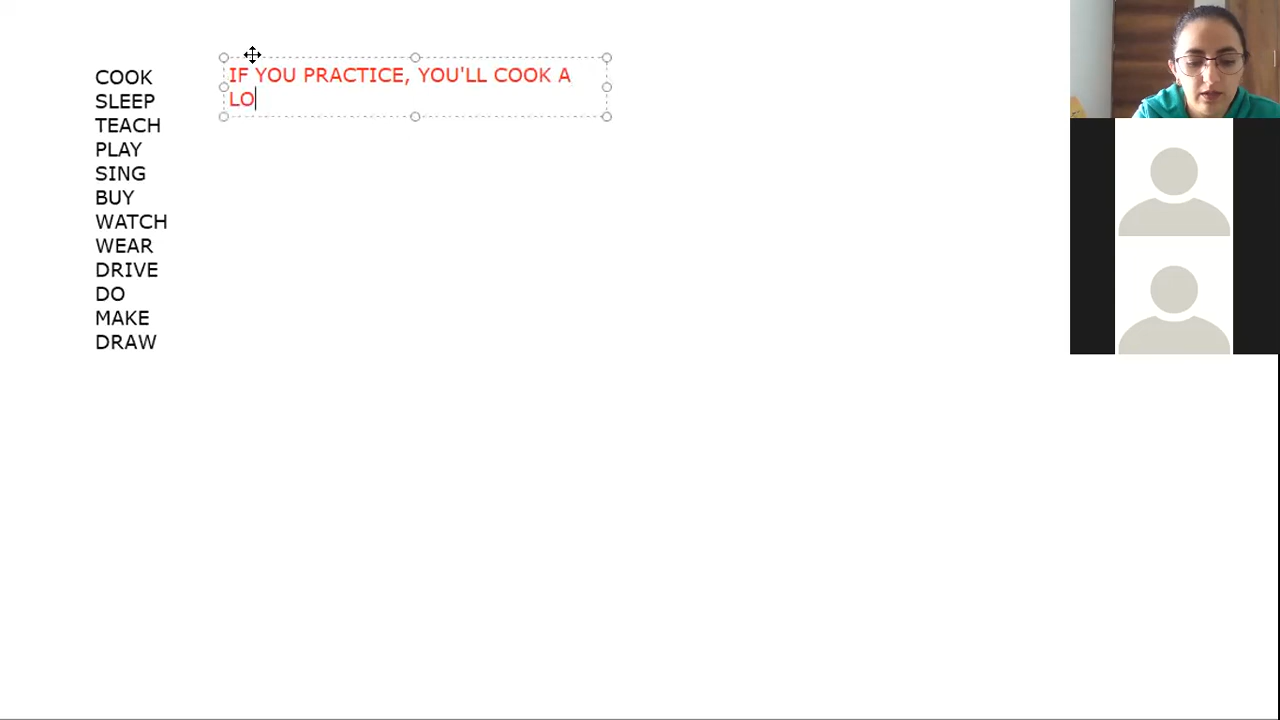 COOK
SLEEP
TEACH
PLAY
SING
BUY
WATCH
WEAR
DRIVE
DO
MAKE
DRAW
IF YOU PRACTICE, YOU'LL COOK A
LO